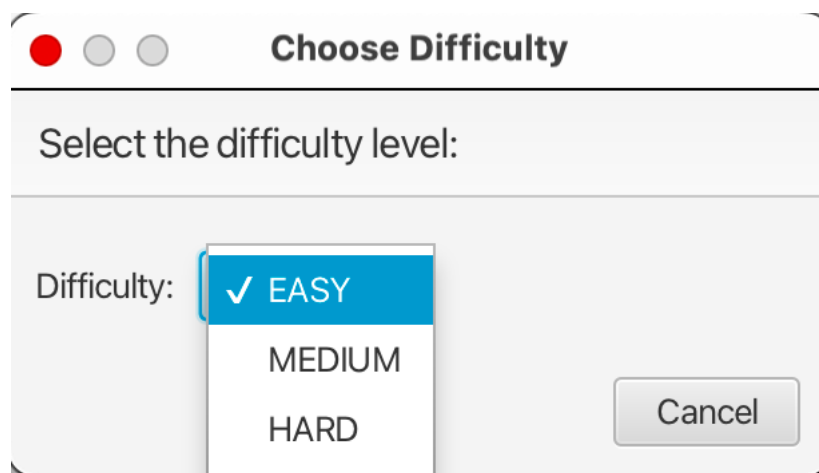 Choose Difficulty
Select the difficulty level:
Difficulty:
✓ EASY
MEDIUM
HARD
Cancel